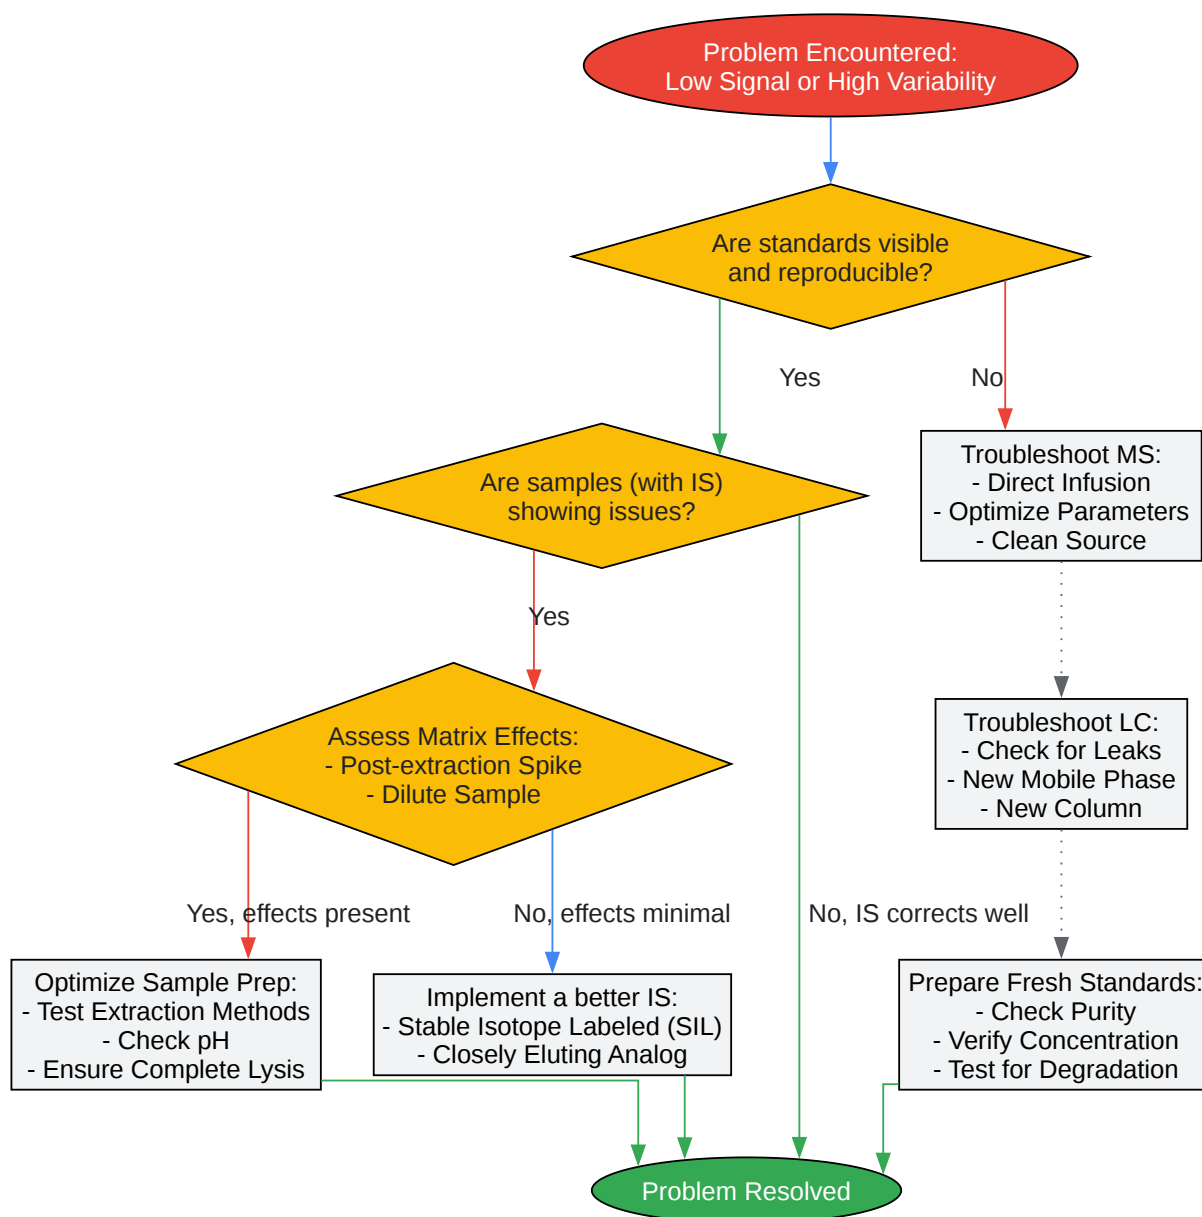 Problem Encountered:
Low Signal or High Variability
Are standards visible
and reproducible?
Yes
No
Are samples (with IS)
showing issues?
Troubleshoot MS:
- Direct Infusion
- Optimize Parameters
- Clean Source
Yes
Assess Matrix Effects:
- Post-extraction Spike
- Dilute Sample
Troubleshoot LC:
- Check for Leaks
- New Mobile Phase
- New Column
Yes, effects present
No, effects minimal
No, IS corrects well
Optimize Sample Prep:
- Test Extraction Methods
- Check pH
- Ensure Complete Lysis
Implement a better IS:
- Stable Isotope Labeled (SIL)
- Closely Eluting Analog
Prepare Fresh Standards:
- Check Purity
- Verify Concentration
- Test for Degradation
Problem Resolved